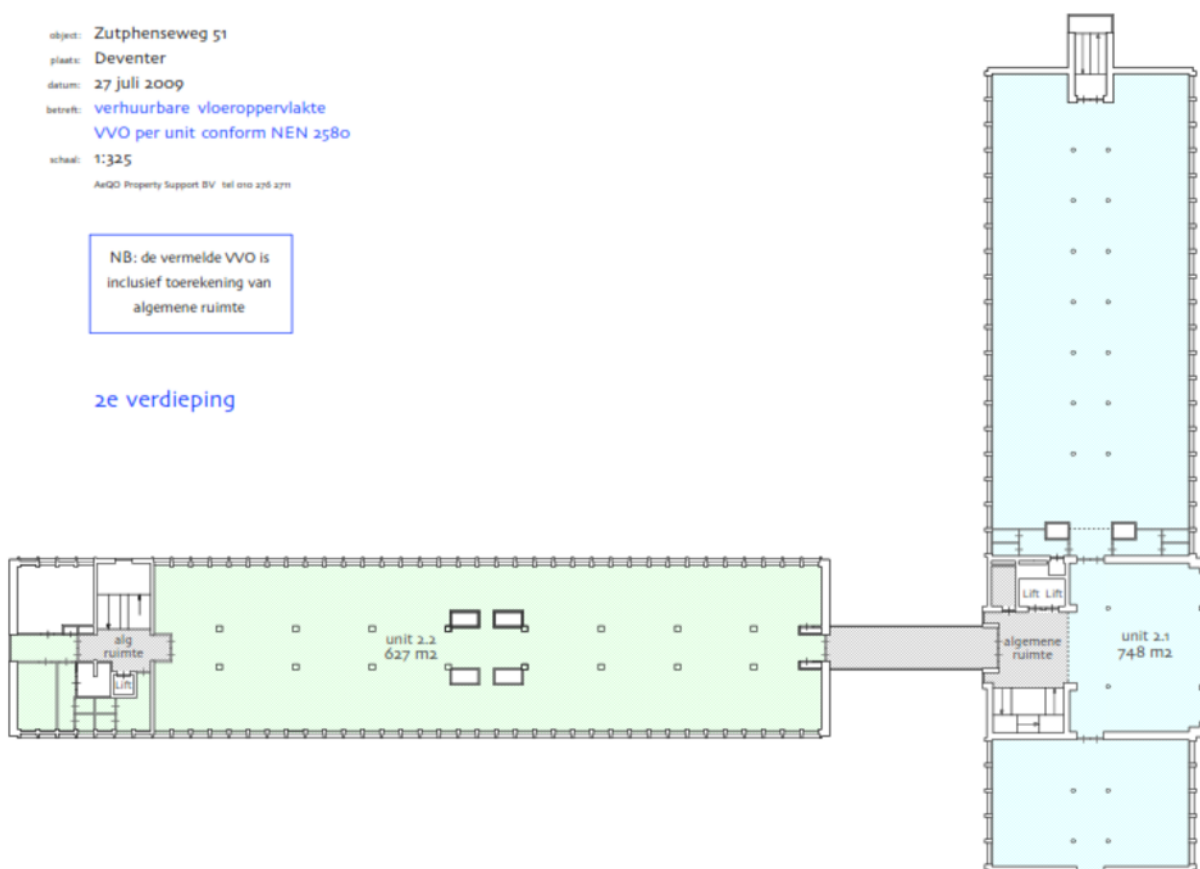 object: Zutphenseweg 51
plaats: Deventer
datum: 27 juli 2009
betreft: verhuurbare vloeroppervlakte
VVO per unit conform NEN 2580
schaal: 1:325
AeQO Property Support BV tel 010 276 2711
NB: de vermelde VVO is
inclusief toerekening van
algemene ruimte
2e verdieping
Lift Lift
alg
ruimte
unit 2.2
627 m2
algemene
ruimte
unit 2.1
748 m2
Lift